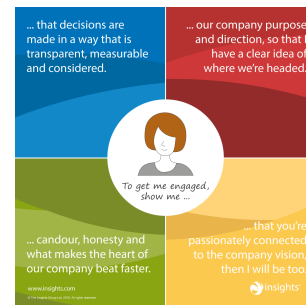 ... that decisions are
made in a way that is
transparent, measurable
and considered.
... our company purpose
and direction, so that I
have a clear idea of
where we're headed.
To get me engaged,
show me ...
... candour, honesty and
what makes the heart of
our company beat faster.
... that you're
passionately connected
to the company vision,
then I will be too.
www.insights.com
insights